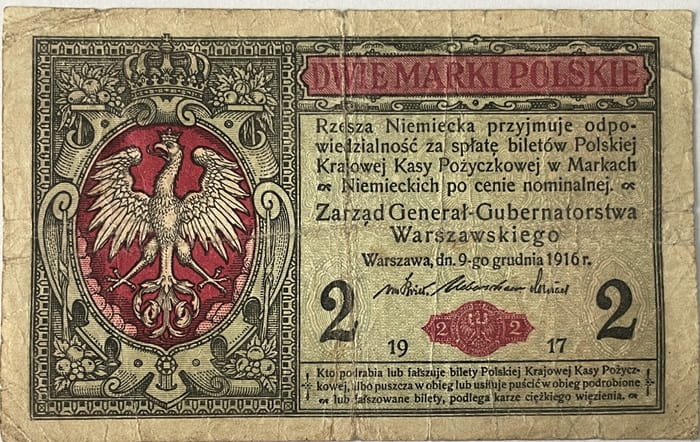 DWIE MARKI POLSKIE
Rzesza Niemiecka przyjmuje odpo-
wiedzialność za spłatę biletów Polskiej
Krajowej Kasy Pożyczkowej w Markach
Niemieckich po cenie nominalnej.
Zarząd Generał-Gubernatorstwa
Warszawskiego
Warszawa, dn. 9-go grudnia 1916 r.
2 2 2 2
19 17
Kto podrabia lub fałszuje bilety Polskiej Krajowej Kasy Pożycz-
kowej, albo puszcza w obieg lub usiłuje puścić w obieg podrobione
lub fałszowane bilety, podlega karze ciężkiego więzienia.